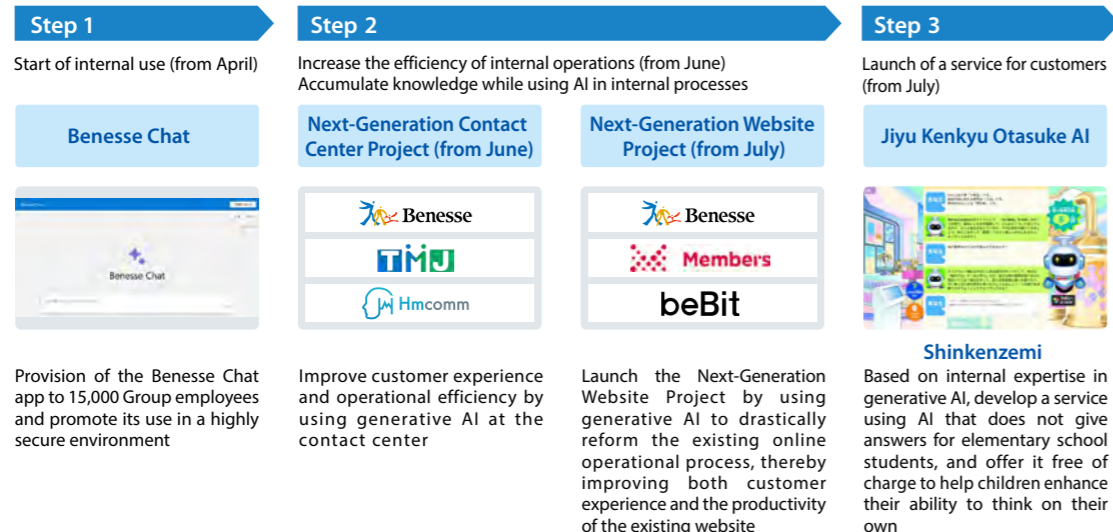 Step 1
Start of internal use (from April)
Benesse Chat
Benesse Chat
Provision of the Benesse Chat
app to 15,000 Group employees
and promote its use in a highly
secure environment
Step 2
Increase the efficiency of internal operations (from June)
Accumulate knowledge while using AI in internal processes
Next-Generation Contact
Center Project (from June)
Benesse
TMJ
Hmcomm
Improve customer experience
and operational efficiency by
using generative AI at the
contact center
Next-Generation Website
Project (from July)
Benesse
Members
beBit
Launch the Next-Generation
Website Project by using
generative AI to drastically
reform the existing online
operational process, thereby
improving both customer
experience and the productivity
of the existing website
Step 3
Launch of a service for customers
(from July)
Jiyu Kenkyu Otasuke AI
Shinkenzemi
Based on internal expertise in
generative AI, develop a service
using AI that does not give
answers for elementary school
students, and offer it free of
charge to help children enhance
their ability to think on their
own